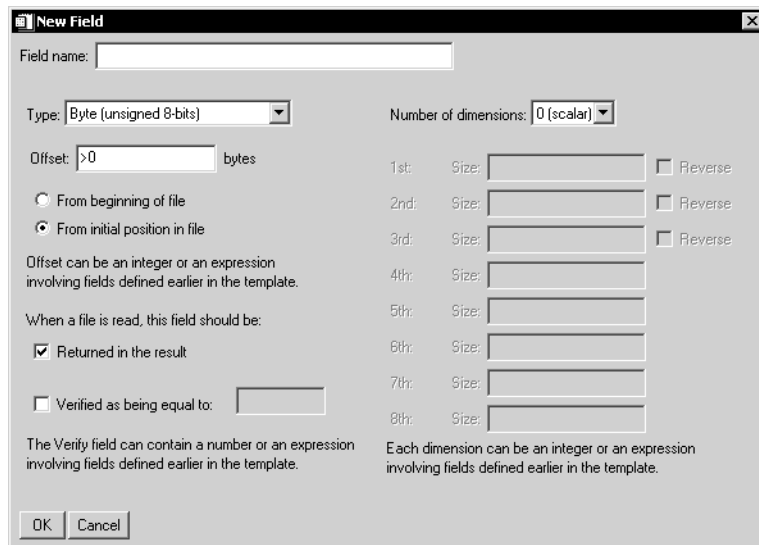 New Field
Field name:
Type: Byte (unsigned 8-bits)
Number of dimensions: 0 (scalar)
Offset: >0 bytes
From beginning of file
From initial position in file
Offset can be an integer or an expression
involving fields defined earlier in the template.
When a file is read, this field should be:
Returned in the result
Verified as being equal to:
The Verify field can contain a number or an expression
involving fields defined earlier in the template.
1st: Size: Reverse
2nd: Size: Reverse
3rd: Size: Reverse
4th: Size:
5th: Size:
6th: Size:
7th: Size:
8th: Size:
Each dimension can be an integer or an expression
involving fields defined earlier in the template.
OK Cancel